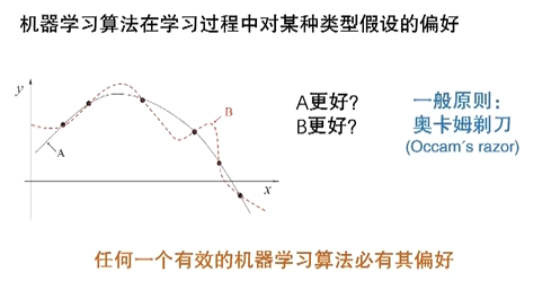 机器学习算法在学习过程中对某种类型假设的偏好
y
B
A
x
A更好?
B更好?
一般原则：
奥卡姆剃刀
(Occam's razor)
任何一个有效的机器学习算法必有其偏好